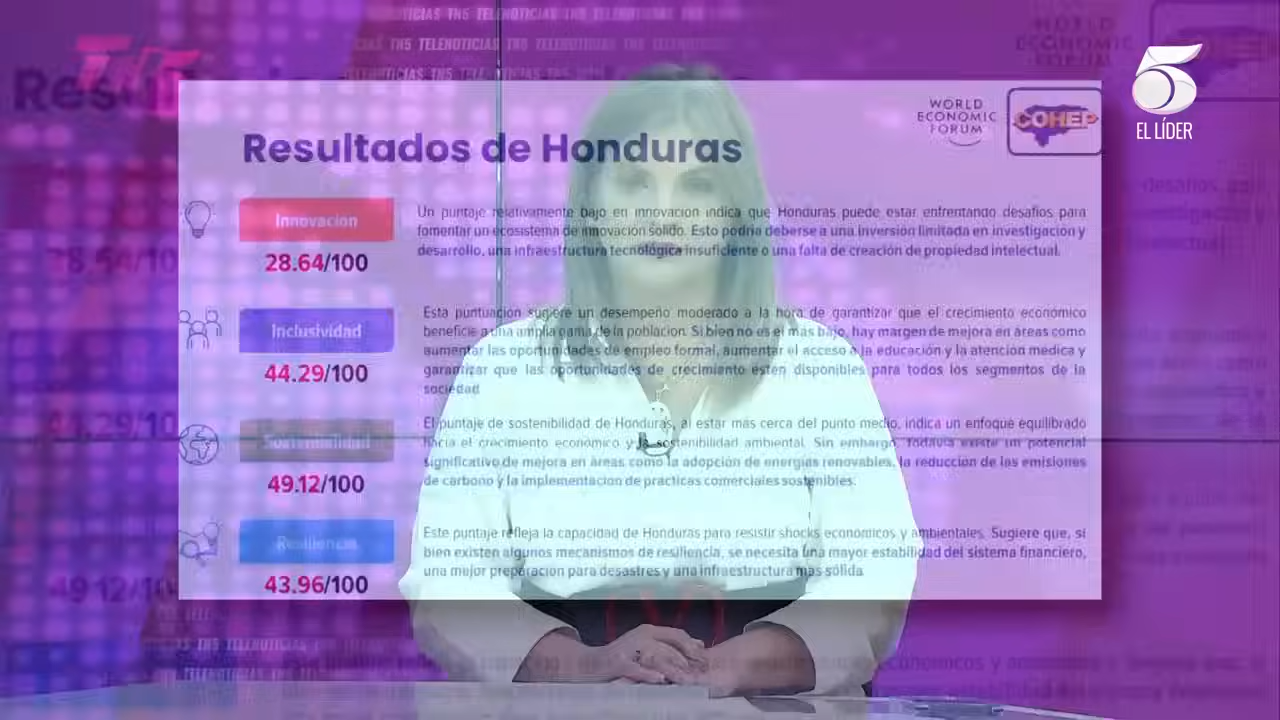 TELENOTICIAS TN5 TELENOTICIAS TN5
TELENOTICIAS
WORLD
ECONOMIC
FORUM
COHEP
5
EL LÍDER
Resultados de Honduras
Innovación
28.64/100
Un puntaje relativamente bajo en innovación indica que Honduras puede estar enfrentando desafíos para
fomentar un ecosistema de innovación sólido. Esto podría deberse a una inversión limitada en investigación y
desarrollo, una infraestructura tecnológica insuficiente o una falta de creación de propiedad intelectual.
Inclusividad
44.29/100
Esta puntuación sugiere un desempeño moderado a la hora de garantizar que el crecimiento económico
beneficie a una amplia gama de la población. Si bien no es el más bajo, hay margen de mejora en áreas como
aumentar las oportunidades de empleo formal, aumentar el acceso a la educación y la atención médica y
garantizar que las oportunidades de crecimiento estén disponibles para todos los segmentos de la
sociedad
Sostenibilidad
49.12/100
El puntaje de sostenibilidad de Honduras, al estar más cerca del punto medio, indica un enfoque equilibrado
hacia el crecimiento económico y la sostenibilidad ambiental. Sin embargo, todavía existe un potencial
significativo de mejora en áreas como la adopción de energías renovables, la reducción de las emisiones
de carbono y la implementación de prácticas comerciales sostenibles.
Resiliencia
43.96/100
Este puntaje refleja la capacidad de Honduras para resistir shocks económicos y ambientales. Sugiere que, si
bien existen algunos mecanismos de resiliencia, se necesita una mayor estabilidad del sistema financiero,
una mejor preparación para desastres y una infraestructura más sólida.